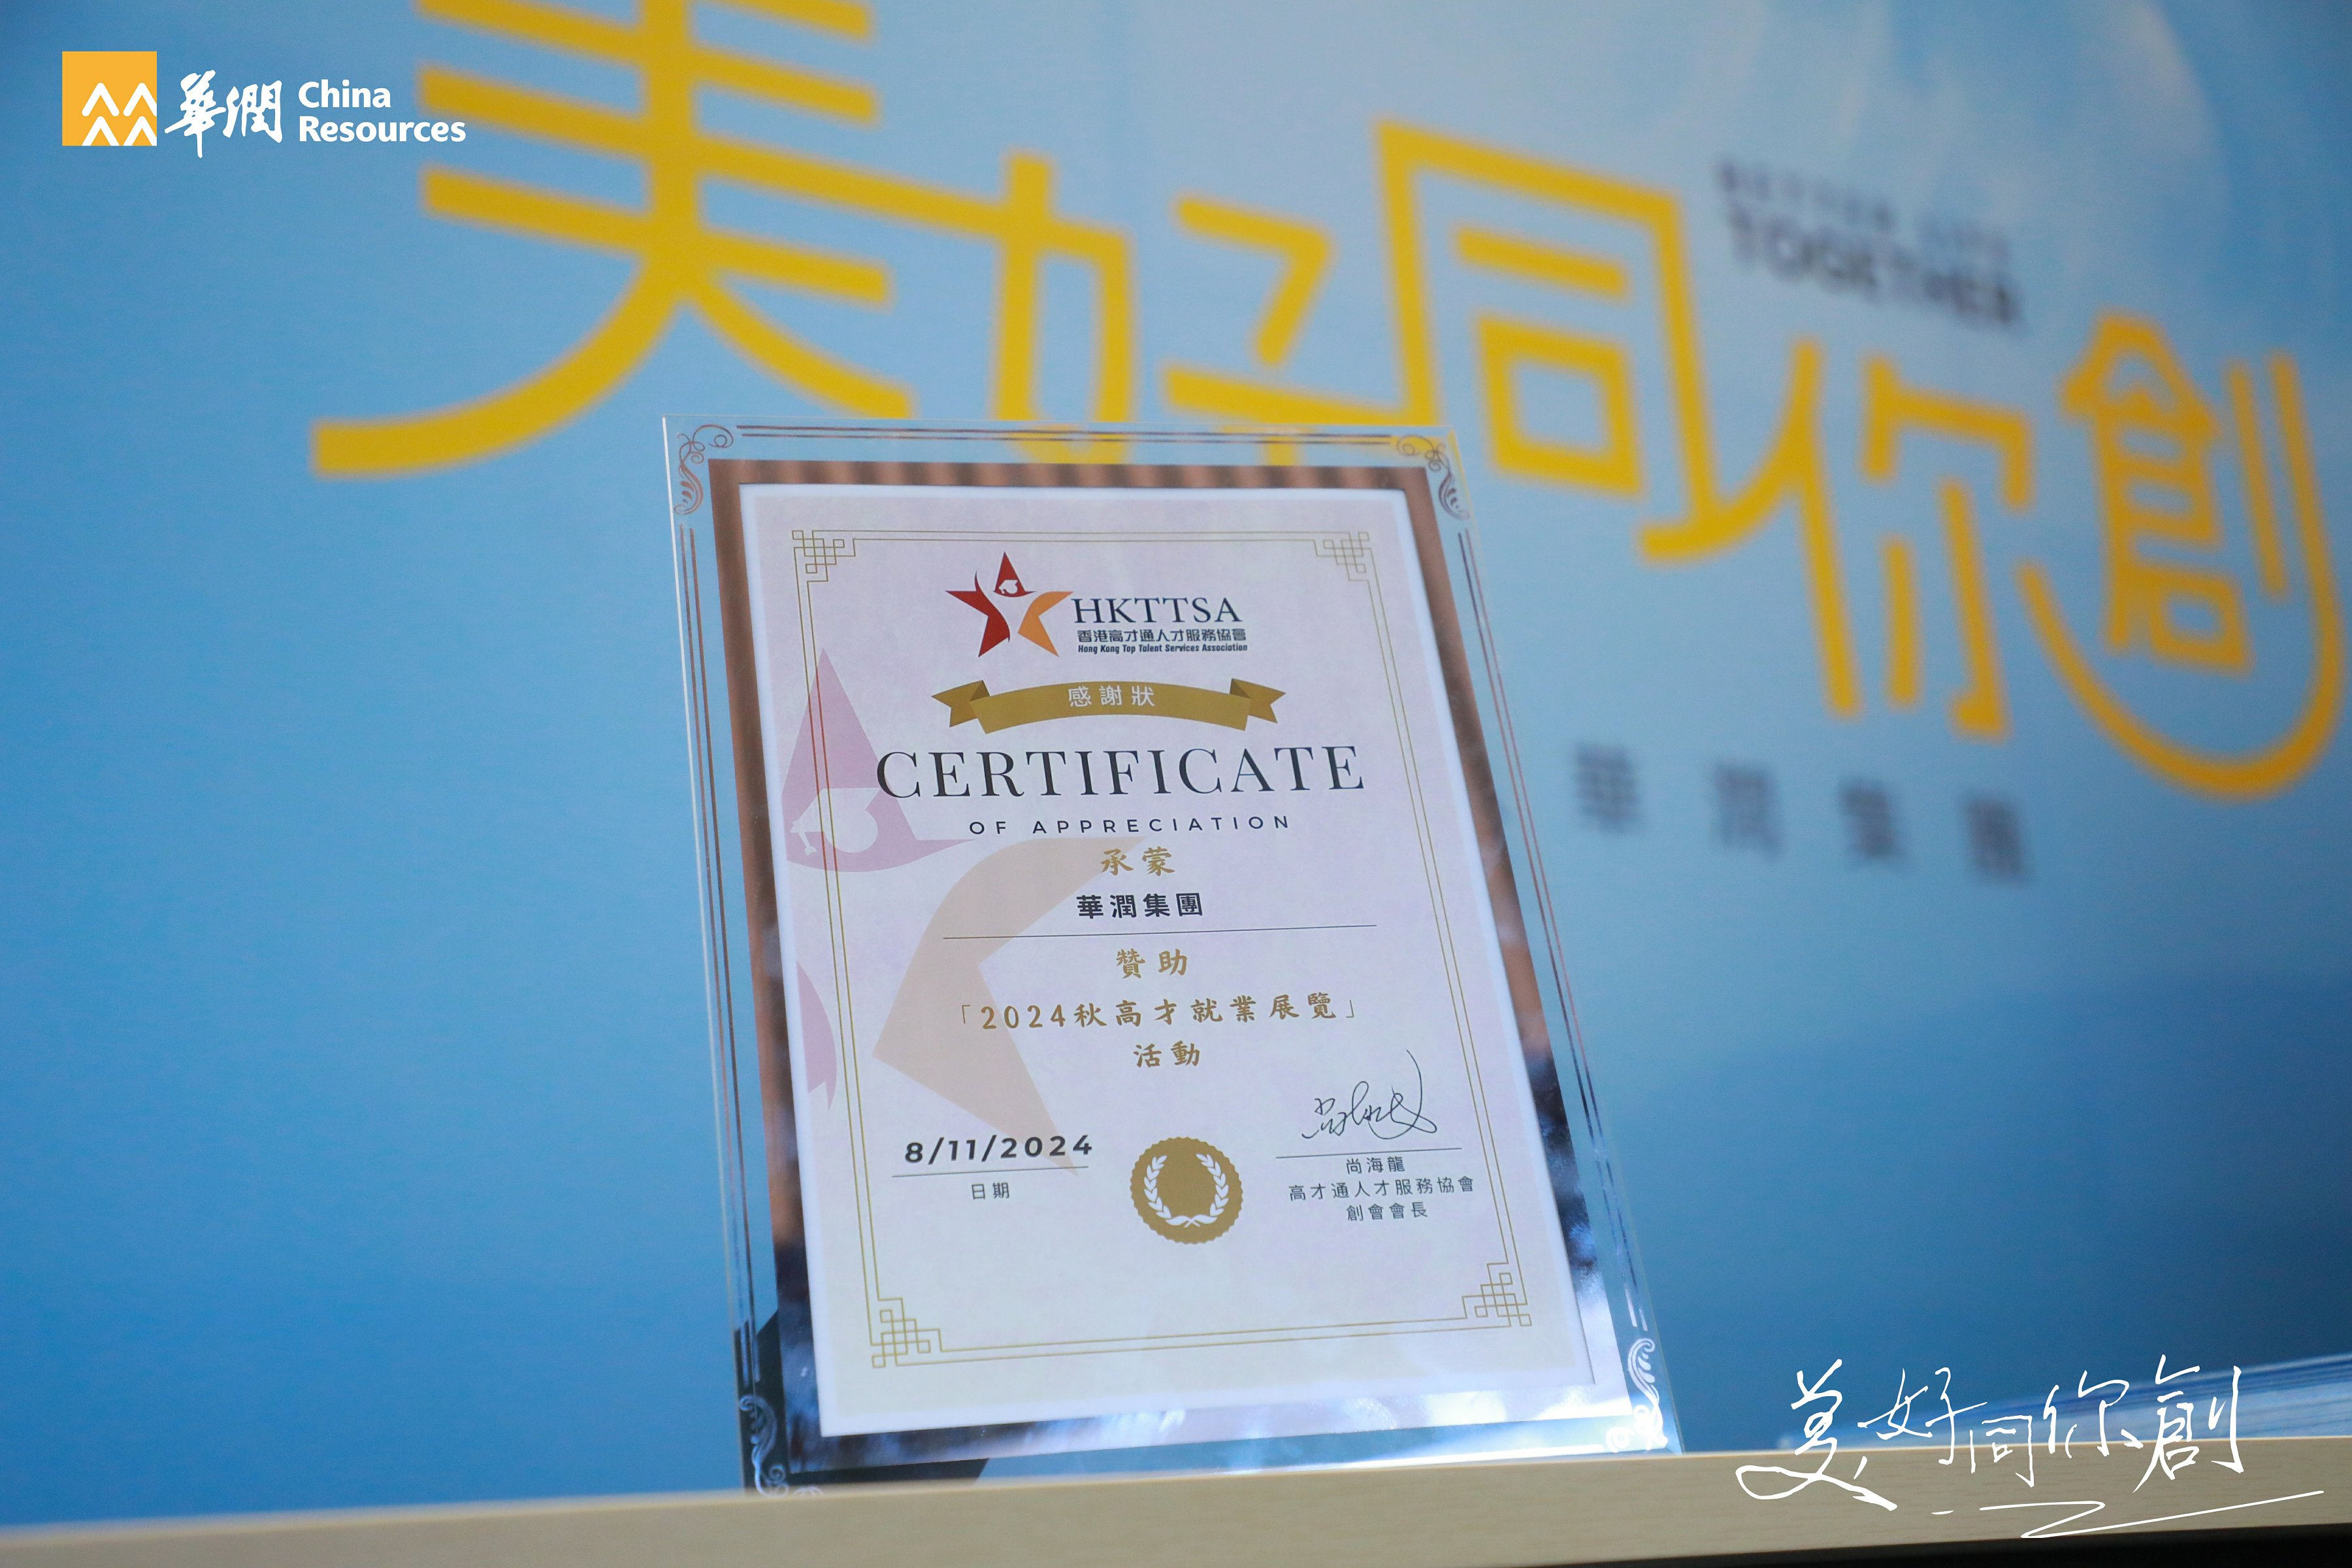 華潤 China
Resources
美好同你創
BETTER LIFE
TOGETHER
華潤集團
HKTTSA
香港高才通人才服務協會
Hong Kong Top Talent Services Association
感謝狀
CERTIFICATE
OF APPRECIATION
承蒙
華潤集團
贊助
「2024秋高才就業展覽」
活動
8/11/2024
日期
尚海龍
高才通人才服務協會
創會會長
美好同你創